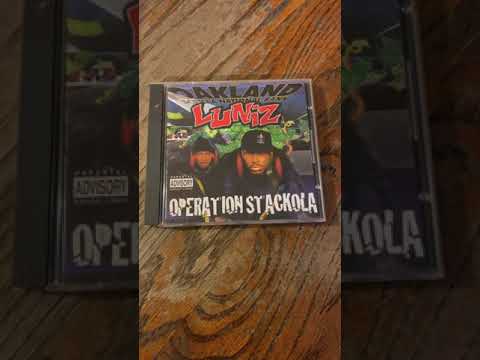 OAKLAND
LUNIZ
PARENTAL
ADVISORY
OPERATION STACKOLA